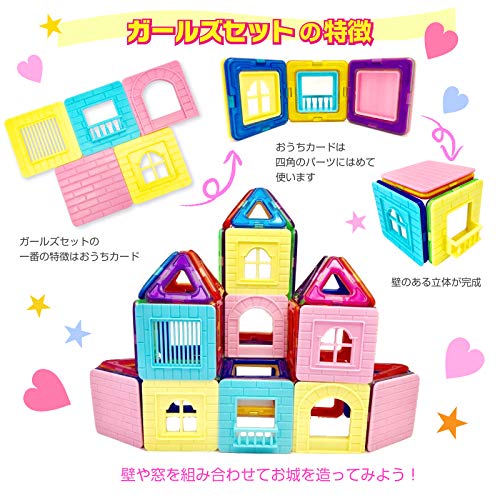 ガールズセットの特徴
おうちカードは
四角のパーツにはめて
使います
ガールズセットの
一番の特徴はおうちカード
壁のある立体が完成
壁や窓を組み合わせてお城を造ってみよう！